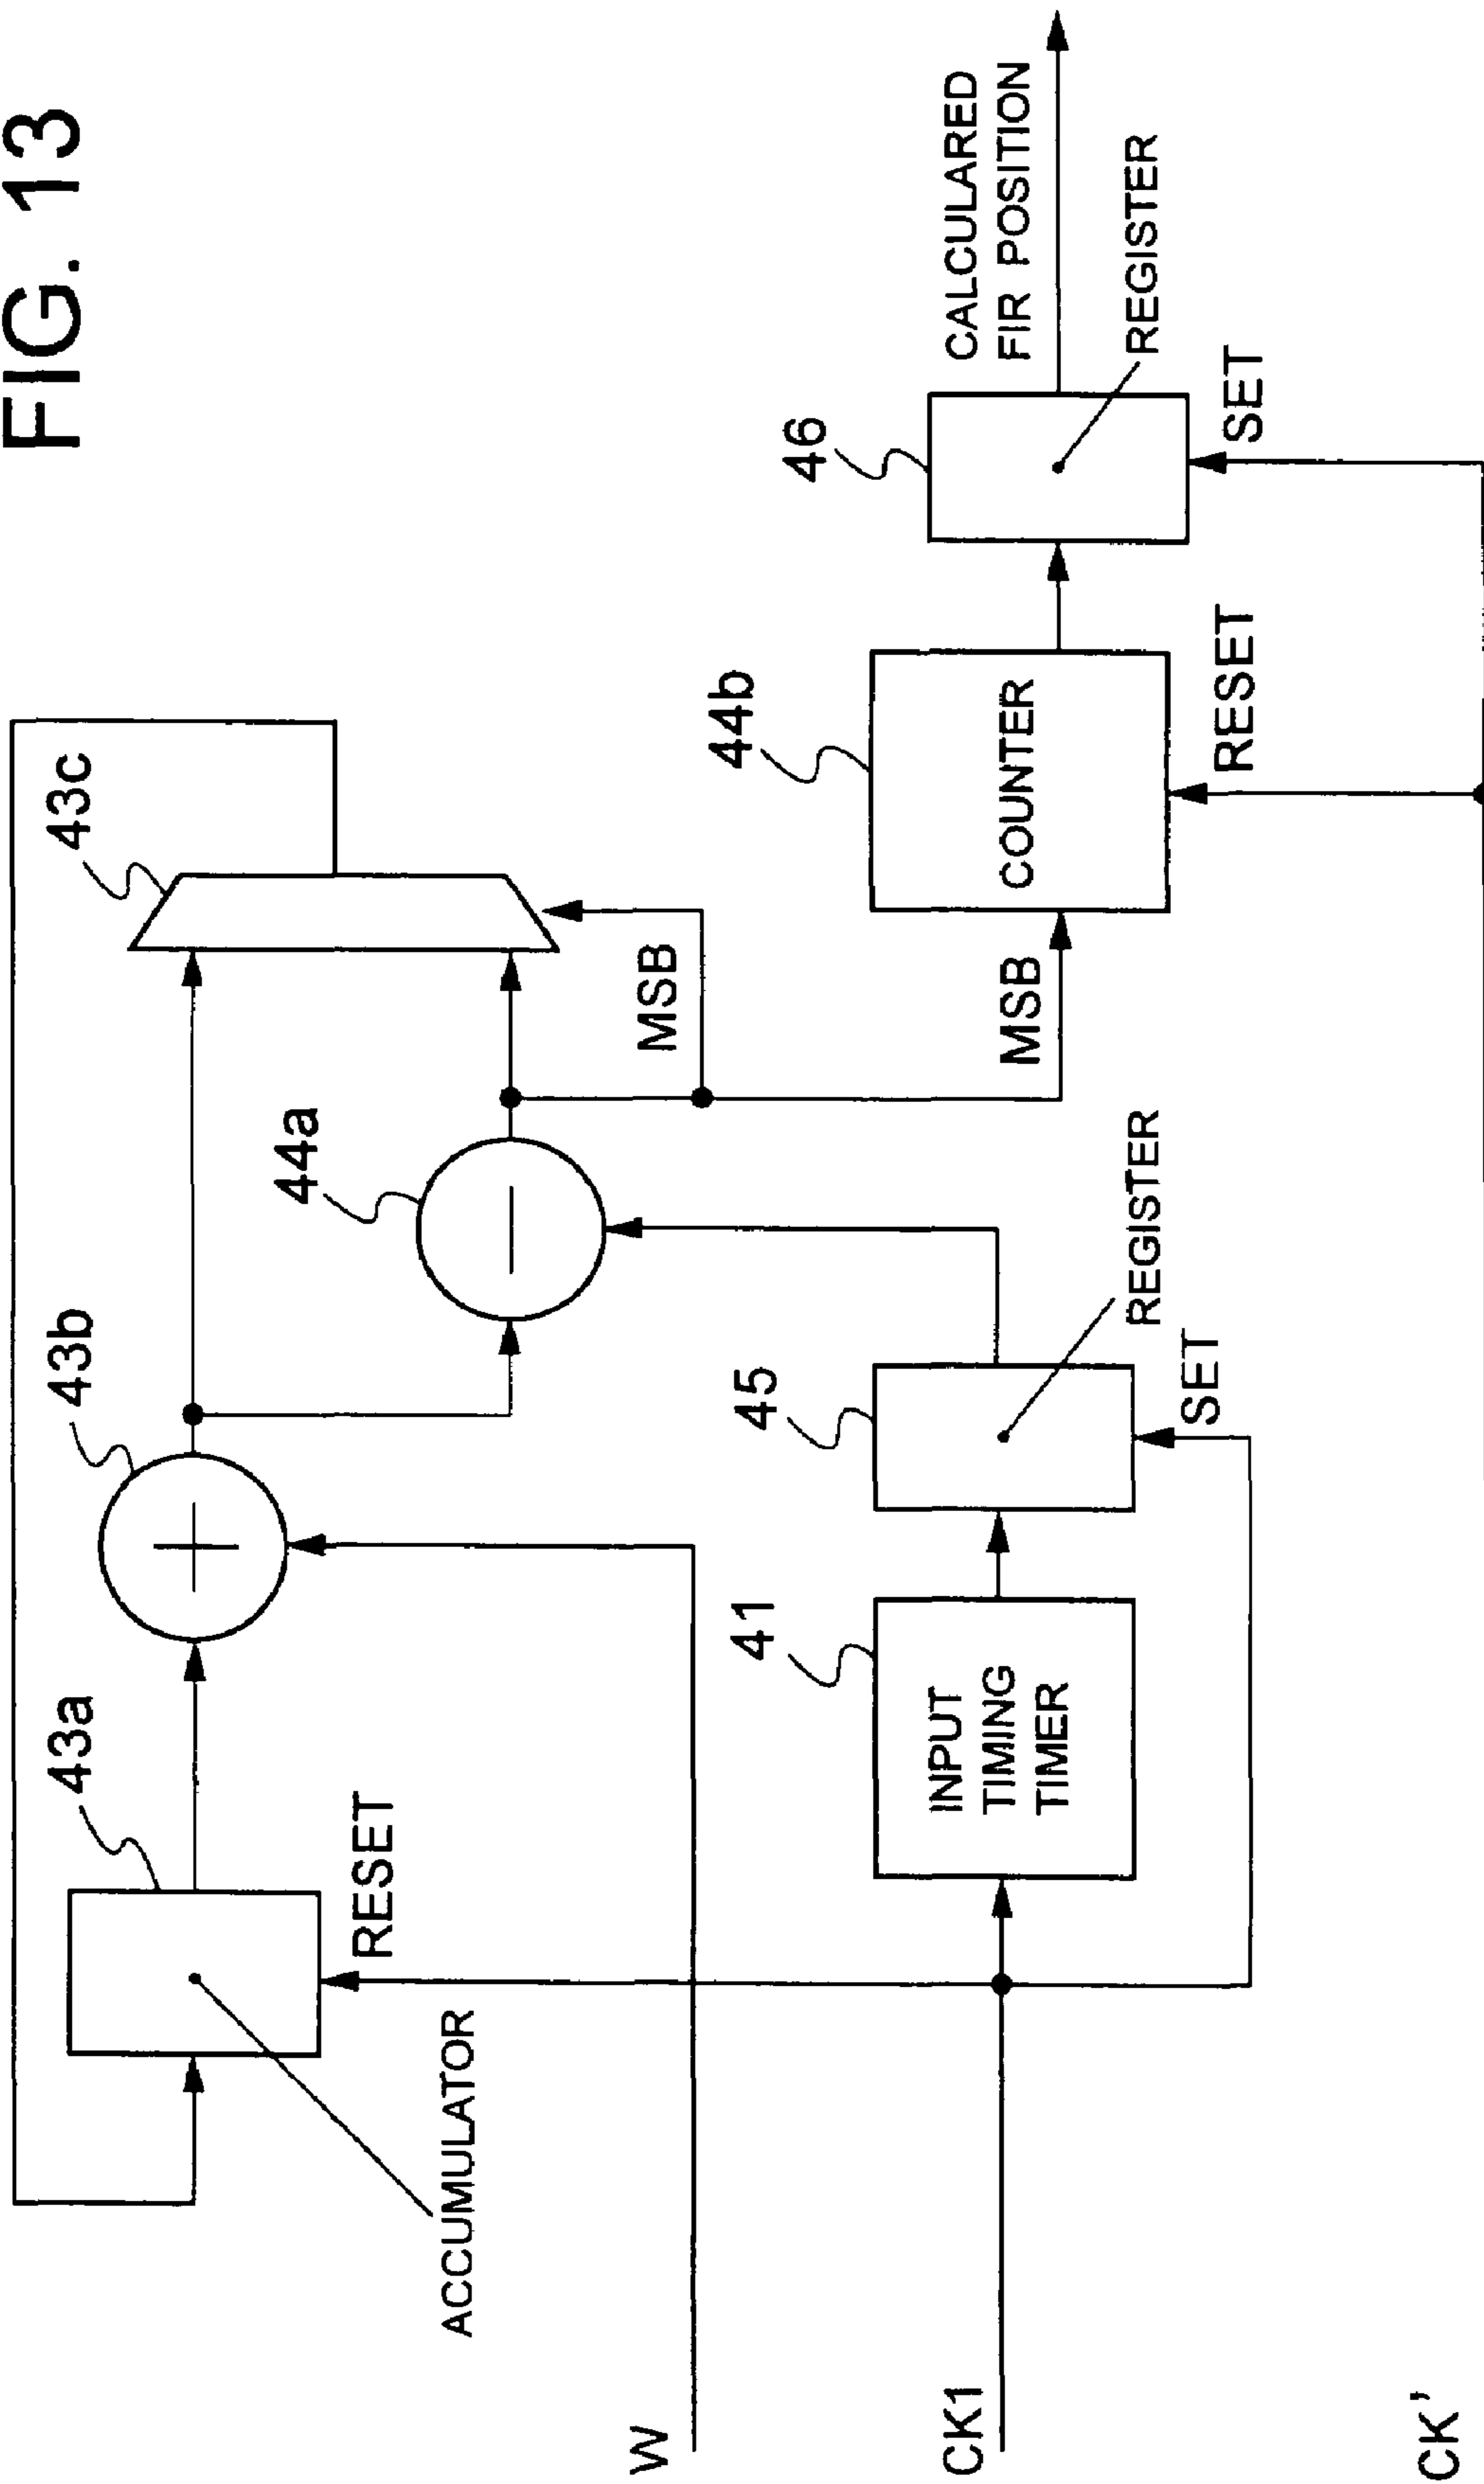 FIG. 13
43a
43b
43c
RESET
ACCUMULATOR
44a
MSB
W
41
INPUT
TIMING
TIMER
45
REGISTER
SET
44b
MSB
COUNTER
RESET
46
CALCULARED
FIR POSITION
REGISTER
SET
CK1
CK'